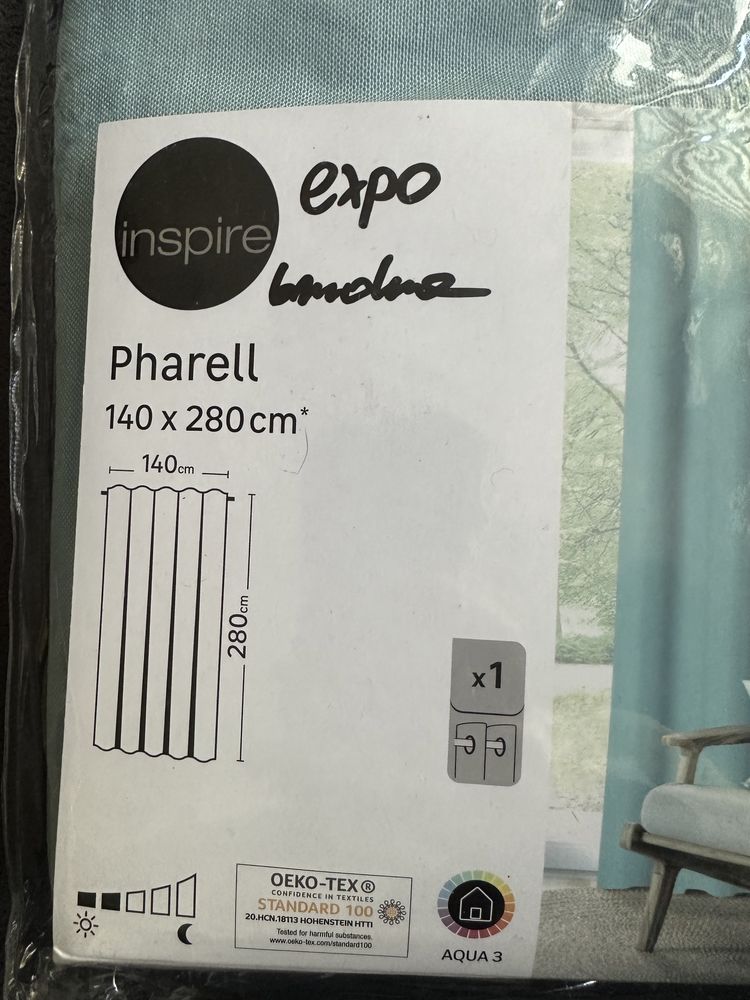 inspire
expo
Pharell
140 x 280 cm*
140cm
280cm
x1
OEKO-TEX®
CONFIDENCE IN TEXTILES
STANDARD 100
20.HCN.18113 HOHENSTEIN HTTI
Tested for harmful substances.
www.oeko-tex.com/standard100
AQUA 3